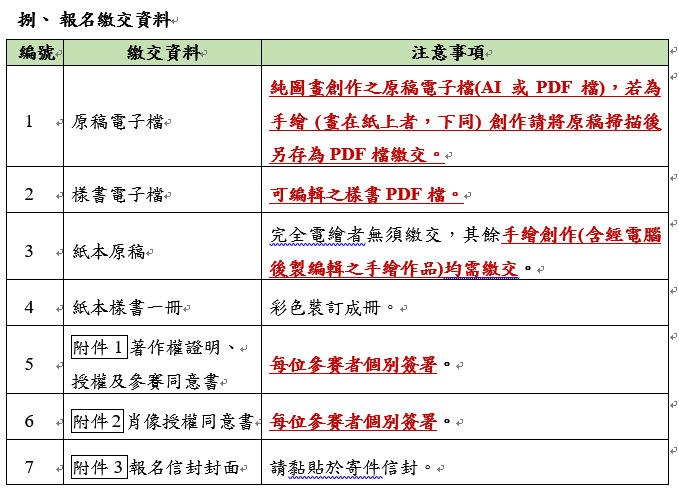 捌、 報名繳交資料
編號 繳交資料 注意事項
1 原稿電子檔 純圖畫創作之原稿電子檔(AI 或 PDF 檔)，若為
手繪 (畫在紙上者，下同) 創作請將原稿掃描後
另存為 PDF 檔繳交。
2 樣書電子檔 可編輯之樣書 PDF 檔。
3 紙本原稿 完全電繪者無須繳交，其餘手繪創作(含經電腦
後製編輯之手繪作品)均需繳交。
4 紙本樣書一冊 彩色裝訂成冊。
5 附件 1 著作權證明、
授權及參賽同意書 每位參賽者個別簽署。
6 附件 2 肖像授權同意書 每位參賽者個別簽署。
7 附件 3 報名信封封面 請黏貼於寄件信封。